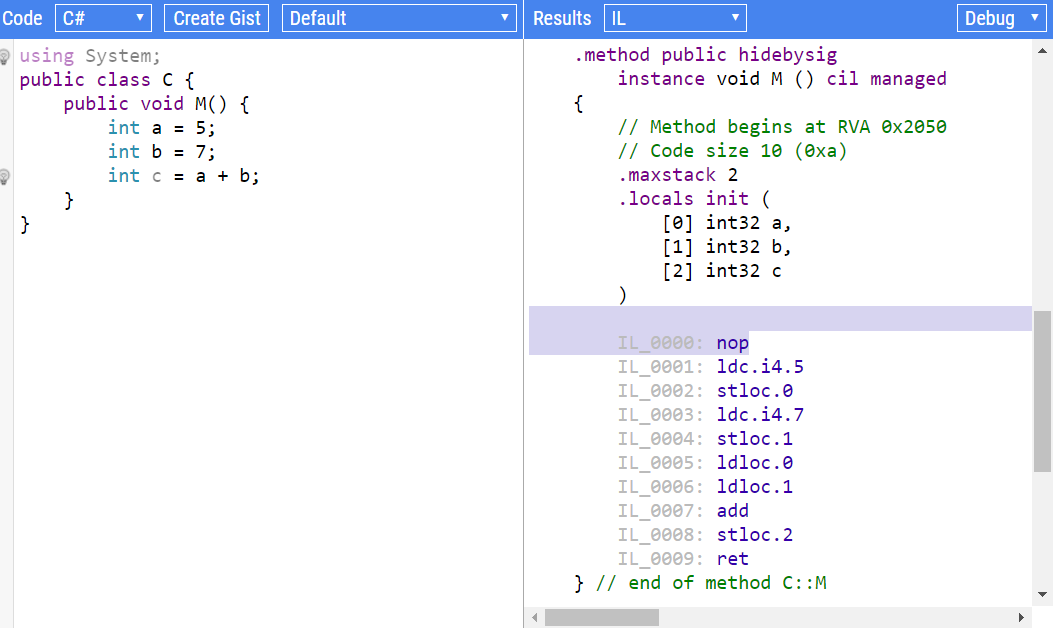 Code C# Create Gist Default Results IL Debug
using System;
public class C {
    public void M() {
        int a = 5;
        int b = 7;
        int c = a + b;
    }
}
.method public hidebysig
    instance void M () cil managed
{
    // Method begins at RVA 0x2050
    // Code size 10 (0xa)
    .maxstack 2
    .locals init (
        [0] int32 a,
        [1] int32 b,
        [2] int32 c
    )
    IL_0000: nop
    IL_0001: ldc.i4.5
    IL_0002: stloc.0
    IL_0003: ldc.i4.7
    IL_0004: stloc.1
    IL_0005: ldloc.0
    IL_0006: ldloc.1
    IL_0007: add
    IL_0008: stloc.2
    IL_0009: ret
} // end of method C::M